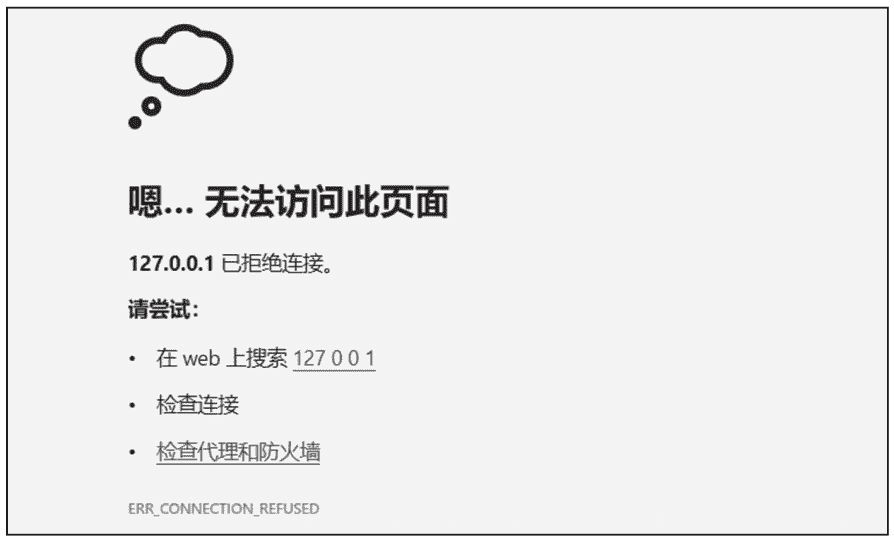 嗯... 无法访问此页面
127.0.0.1 已拒绝连接。
请尝试：
• 在 web 上搜索 127 0 0 1
• 检查连接
• 检查代理和防火墙
ERR_CONNECTION_REFUSED